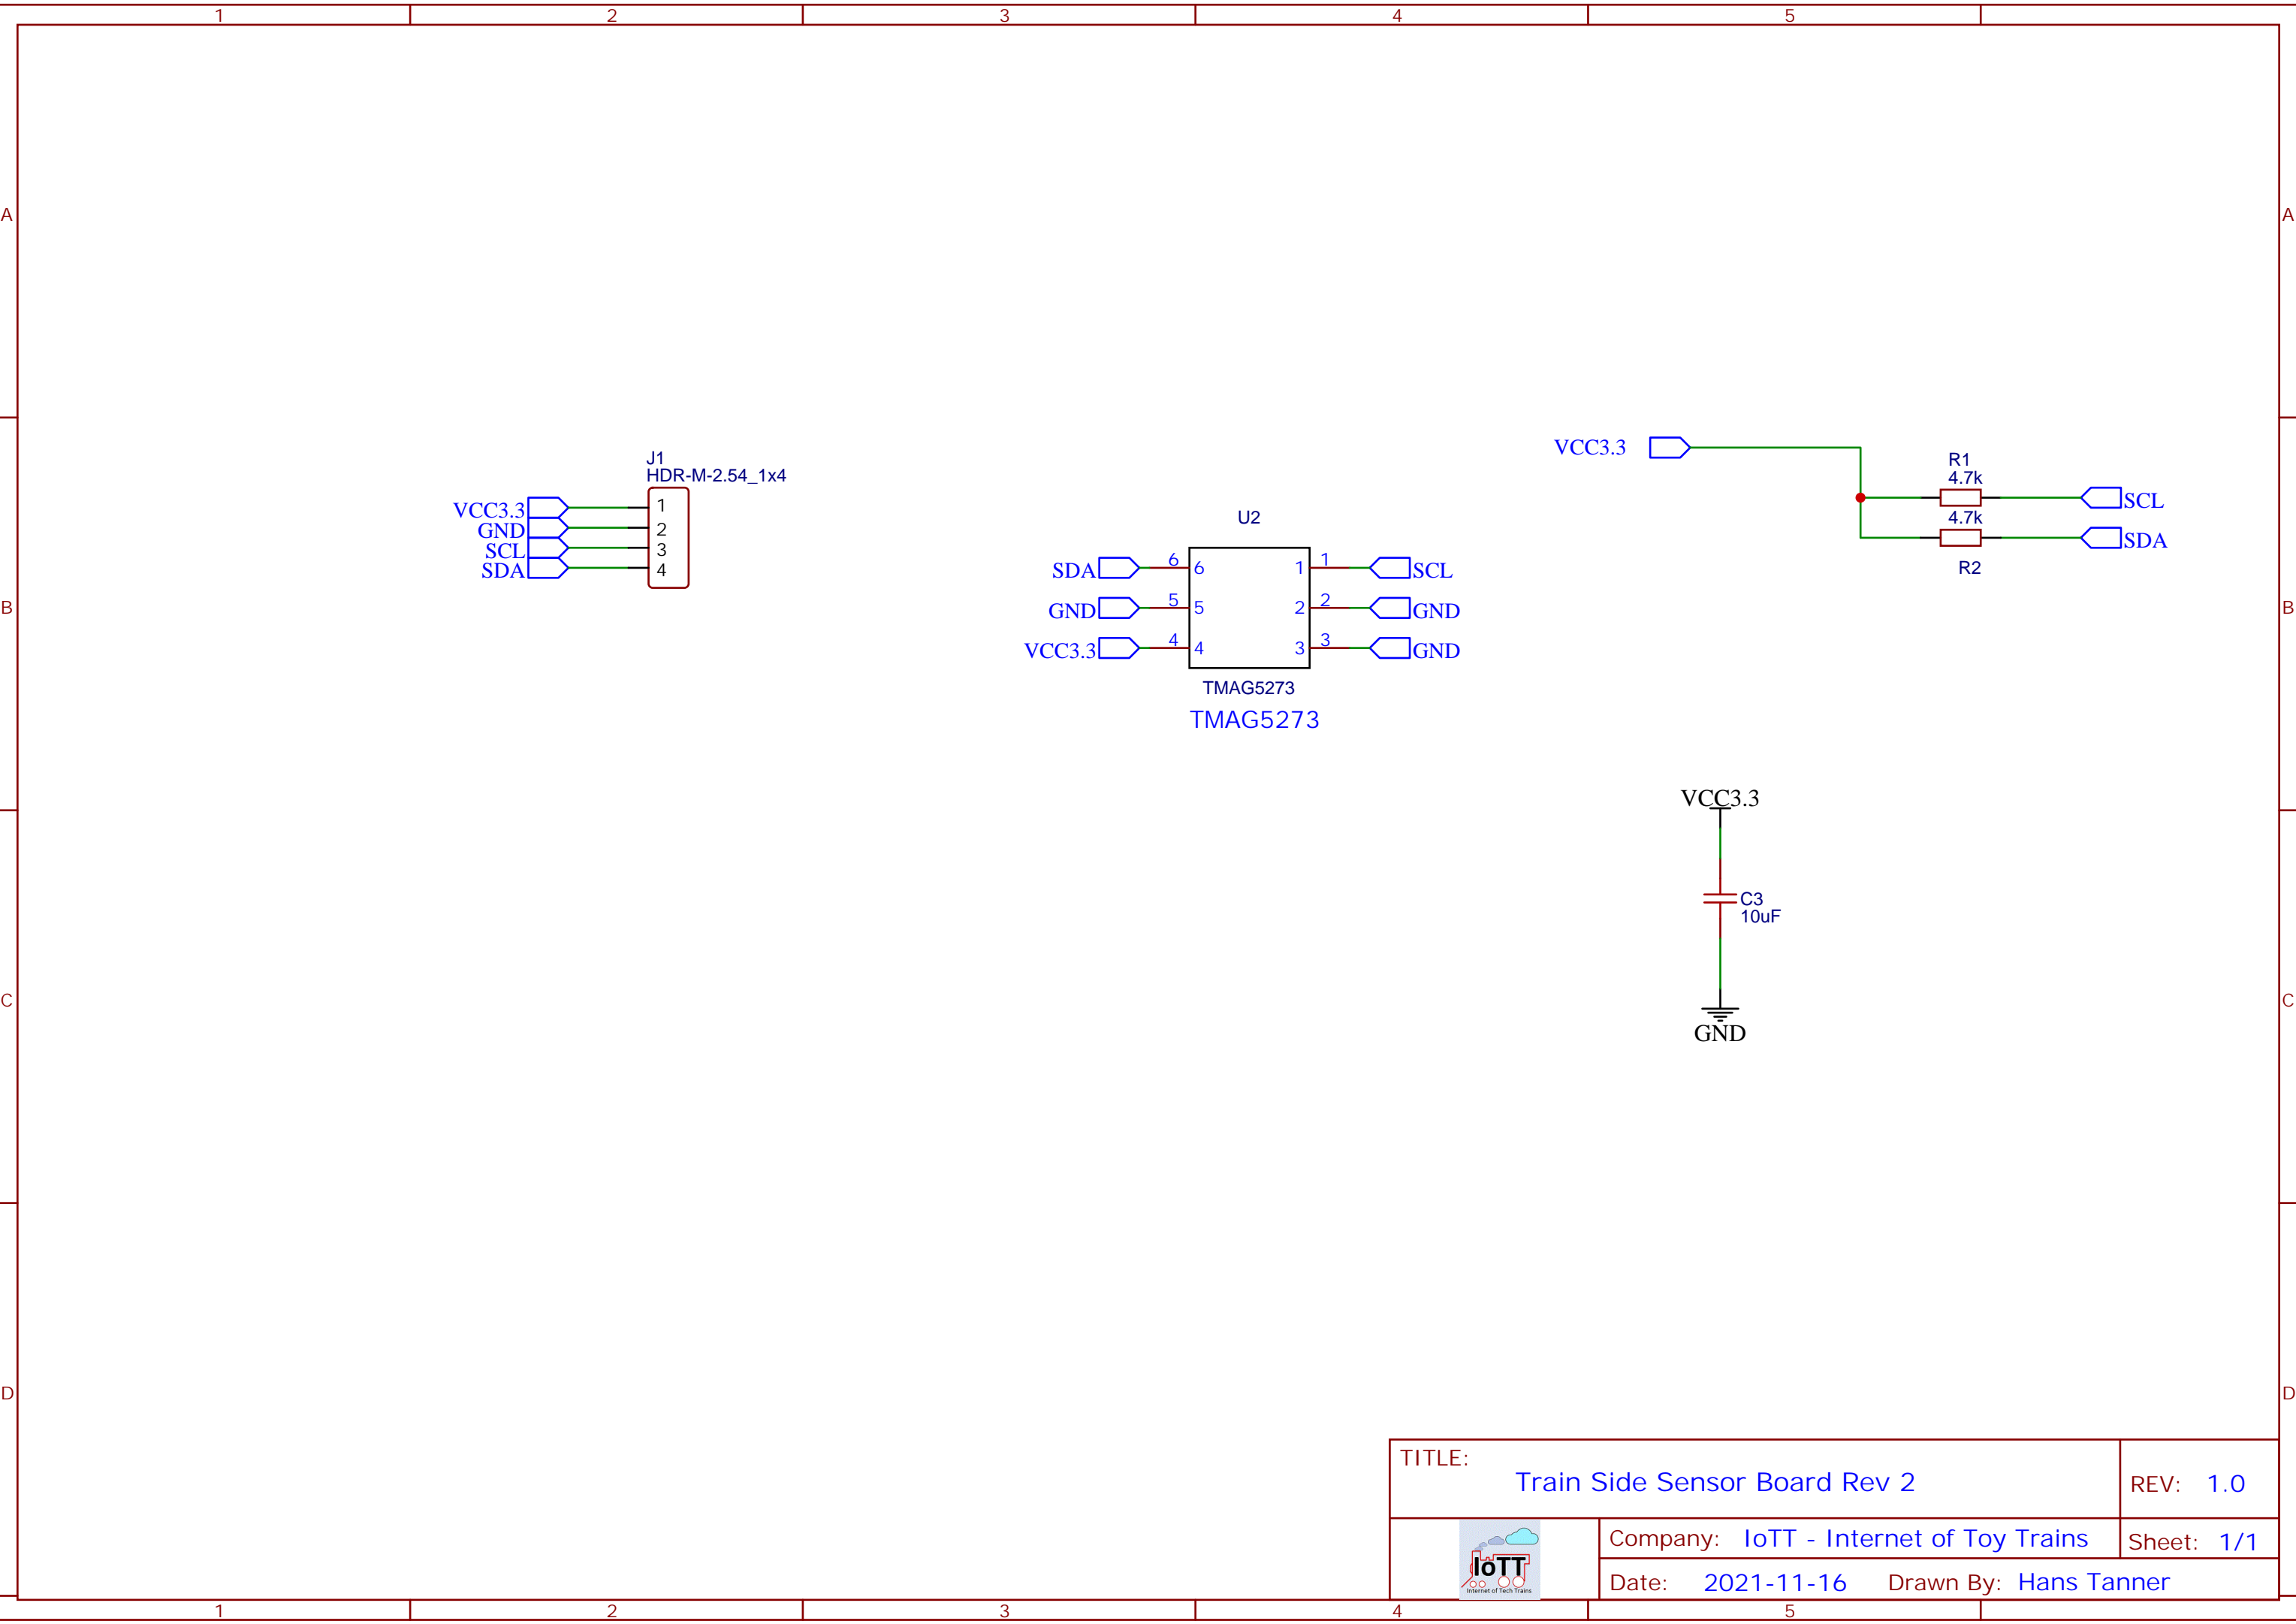 1 2 3 4 5
A A
VCC3.3
J1
HDR-M-2.54_1x4
R1
4.7k
VCC3.3 1
SCL
GND 2
U2
4.7k
SCL 3
SDA
SDA 4
R2
SDA 6 6 1 1 SCL
B B
GND 5 5 2 2 GND
VCC3.3 4 4 3 3 GND
TMAG5273
TMAG5273
VCC3.3
C3
10uF
C C
GND
D D
TITLE:
Train Side Sensor Board Rev 2
REV: 1.0
IoTT
Internet of Tech Trains
Company: IoTT - Internet of Toy Trains
Sheet: 1/1
Date: 2021-11-16 Drawn By: Hans Tanner
1 2 3 4 5